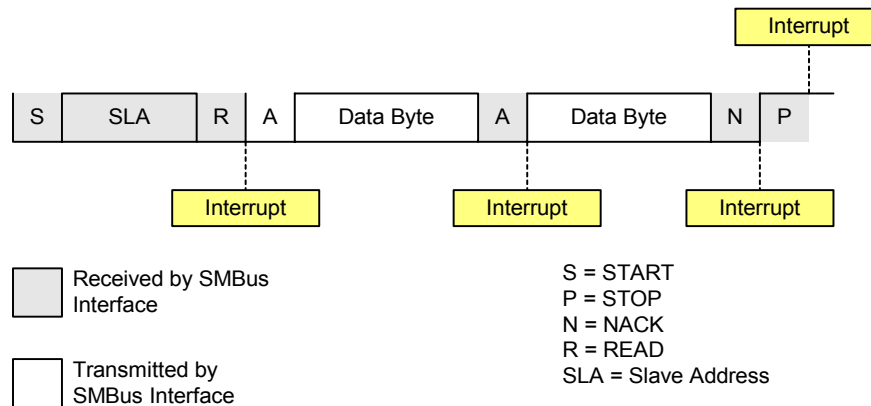 Interrupt
S SLA R A Data Byte A Data Byte N P
Interrupt Interrupt Interrupt
Received by SMBus
Interface
Transmitted by
SMBus Interface
S = START
P = STOP
N = NACK
R = READ
SLA = Slave Address